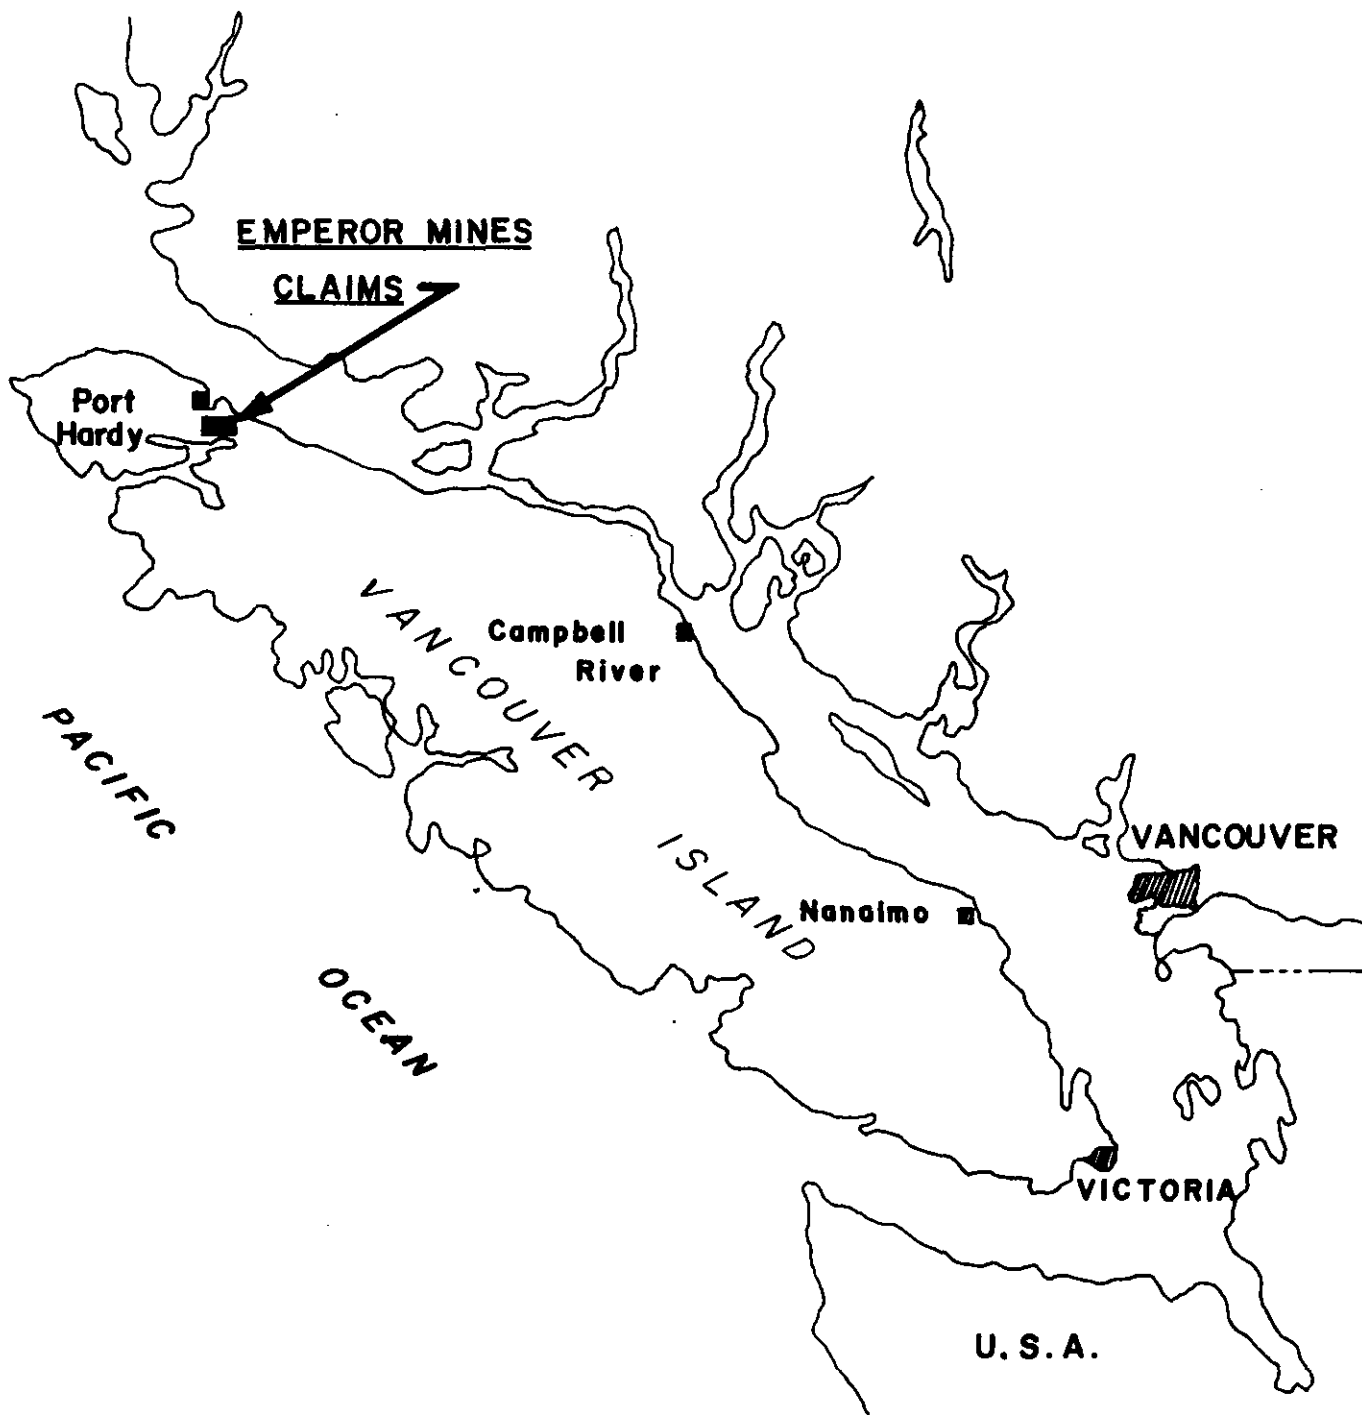 EMPEROR MINES
CLAIMS
Port
Hardy
VANCOUVER ISLAND
Campbell
River
PACIFIC
OCEAN
VANCOUVER
Nanaimo
VICTORIA
U.S.A.